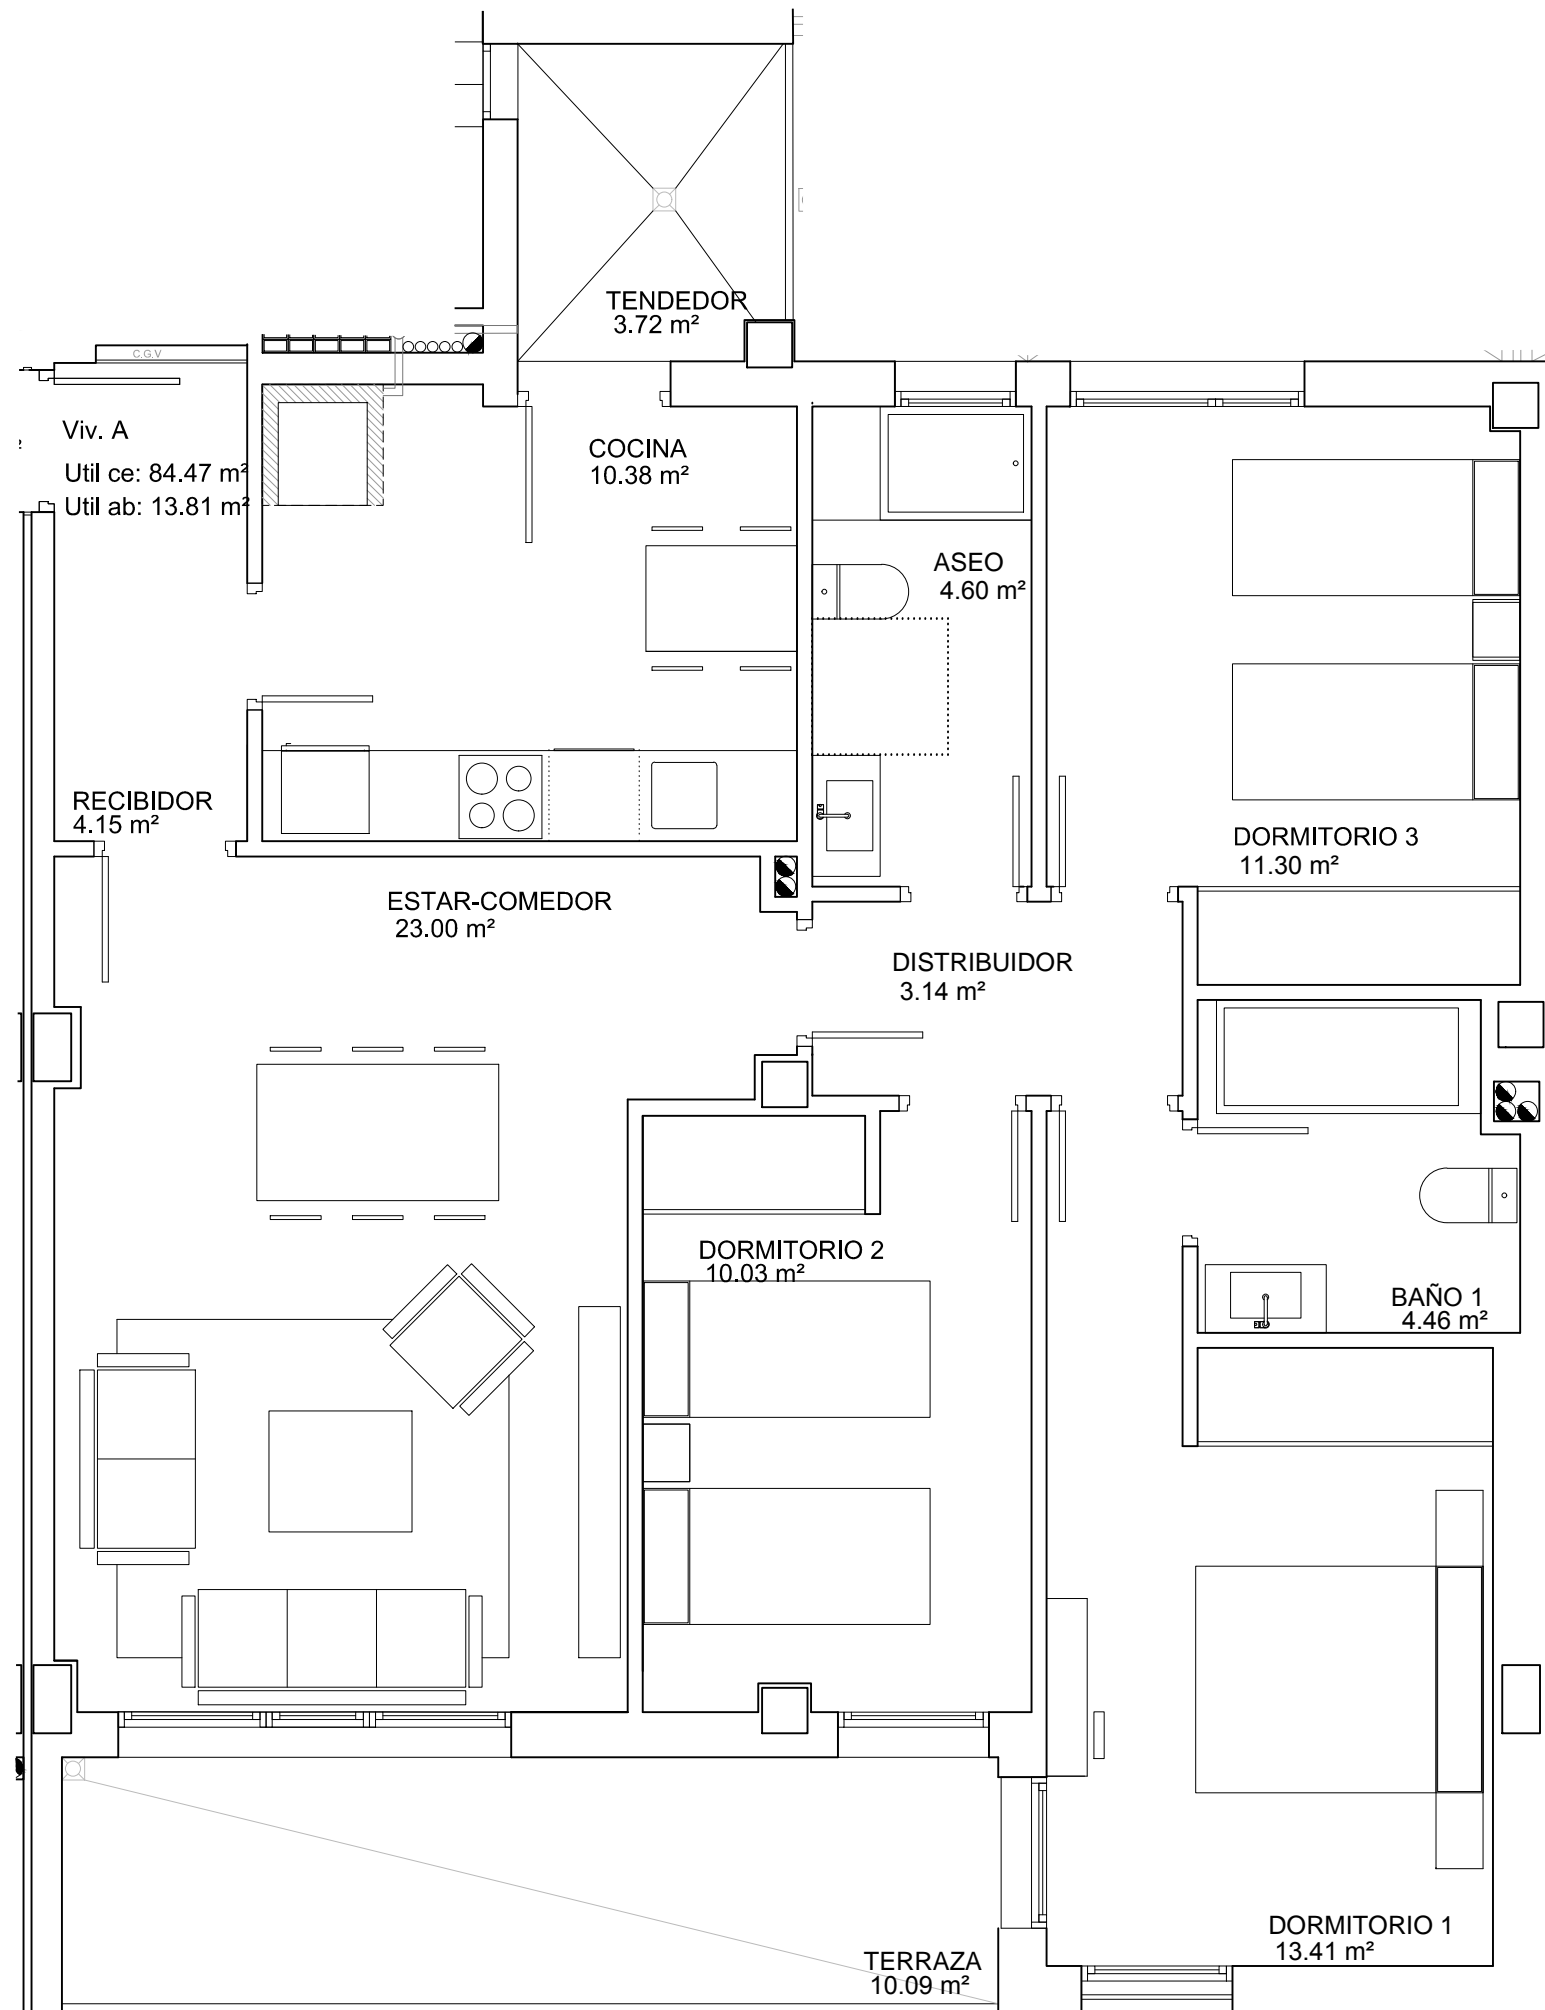 TENDEDOR
3.72 m²
C.G.V
Viv. A
Util ce: 84.47 m²
Util ab: 13.81 m²
COCINA
10.38 m²
ASEO
4.60 m²
RECIBIDOR
4.15 m²
DORMITORIO 3
11.30 m²
ESTAR-COMEDOR
23.00 m²
DISTRIBUIDOR
3.14 m²
DORMITORIO 2
10.03 m²
BAÑO 1
4.46 m²
DORMITORIO 1
13.41 m²
TERRAZA
10.09 m²